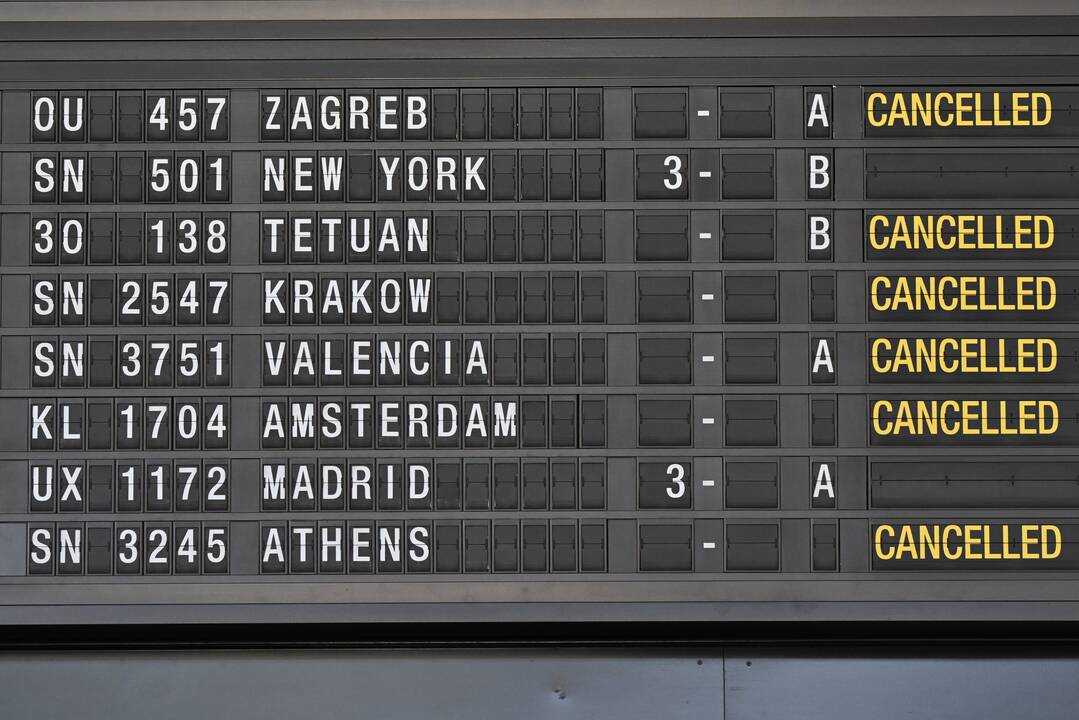 OU 457 ZAGREB - A CANCELLED
SN 501 NEW YORK 3 - B
3O 138 TETUAN - B CANCELLED
SN 2547 KRAKOW - CANCELLED
SN 3751 VALENCIA - A CANCELLED
KL 1704 AMSTERDAM - CANCELLED
UX 1172 MADRID 3 - A
SN 3245 ATHENS - CANCELLED